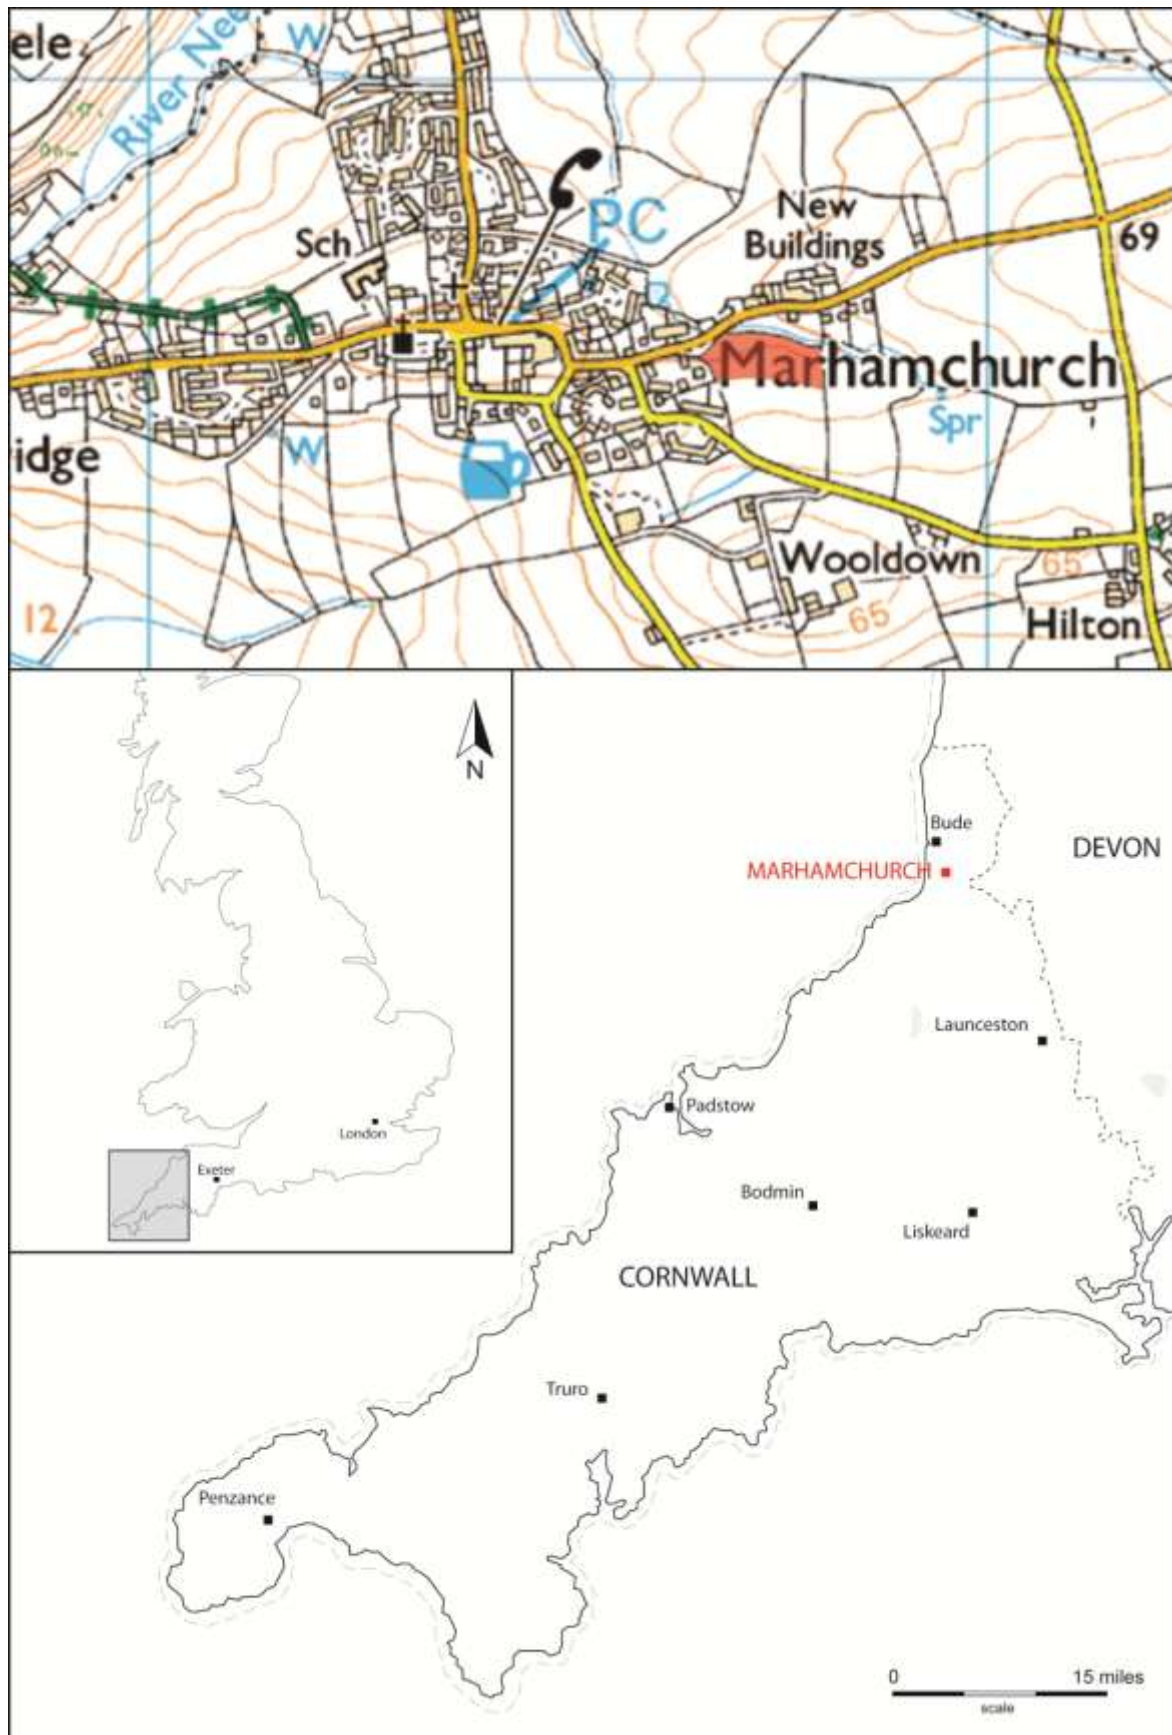 ele
River Nee
W
PC
Sch
New
Buildings
69
Marhamchurch
idge
W
Spr
Wooldown
65
12
65
Hilton
N
Bude
DEVON
MARHAMCHURCH
Launceston
Padstow
London
Exeter
Bodmin
Liskeard
CORNWALL
Truro
Penzance
0
15 miles
scale